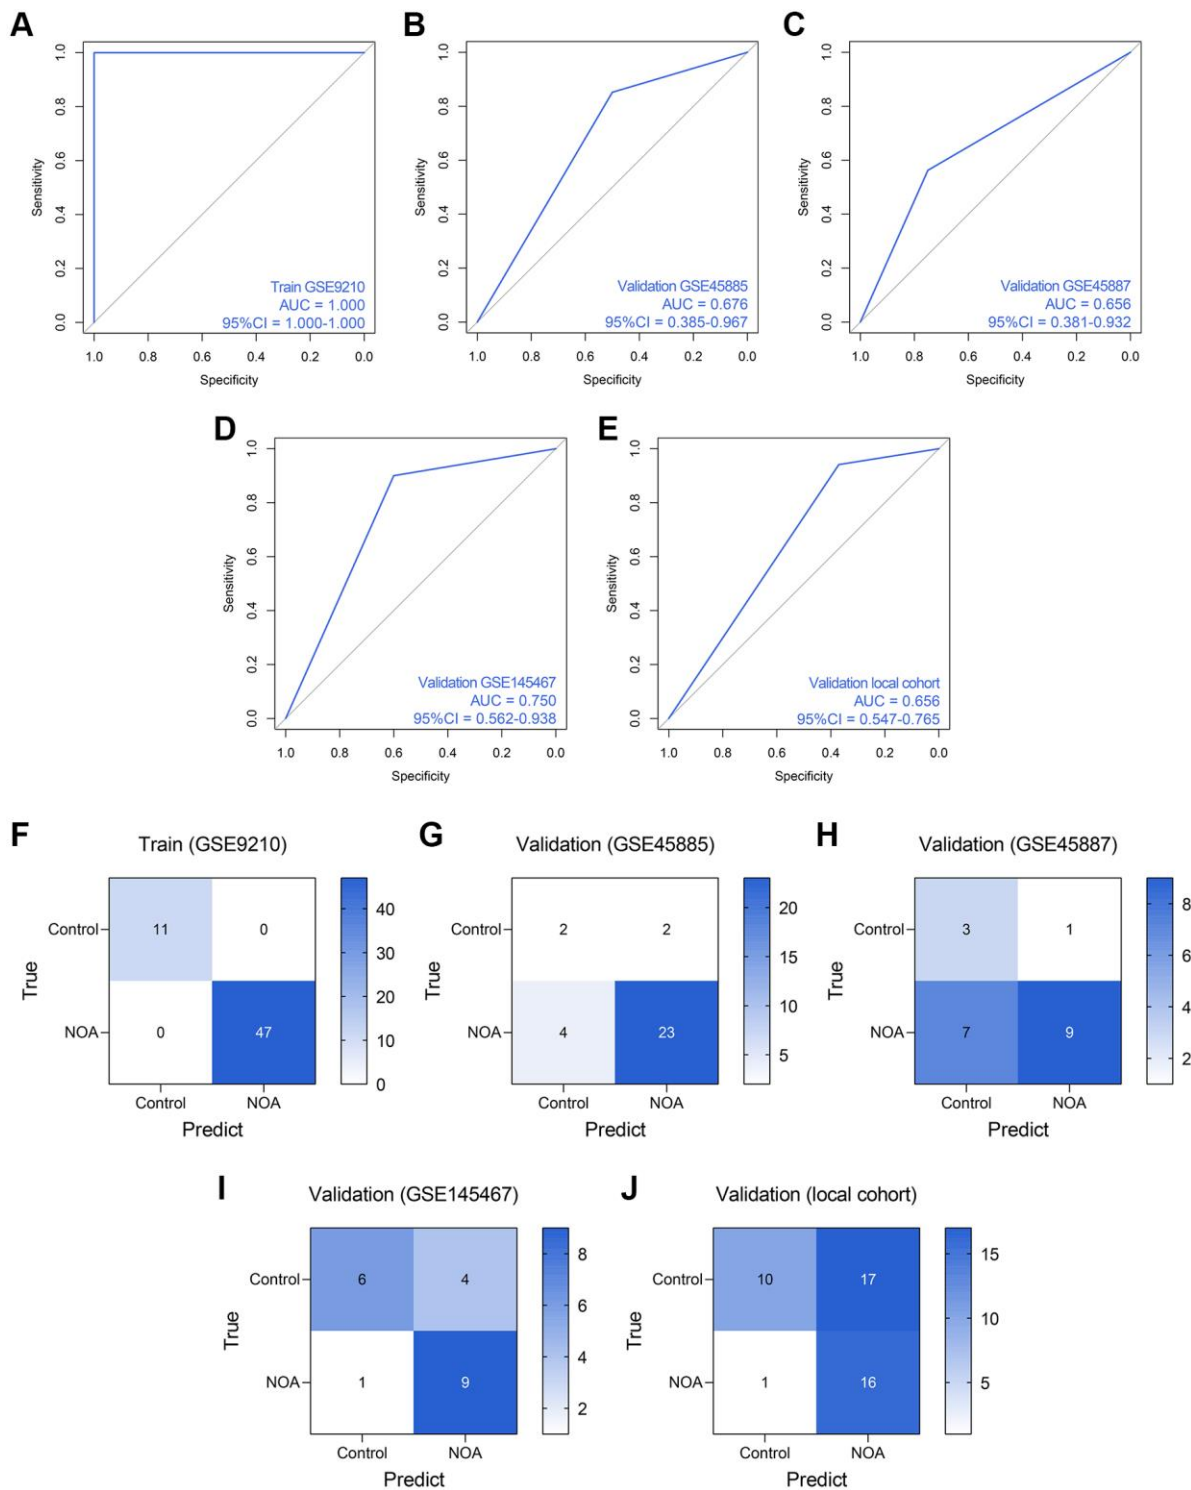 A
1.0
0.8
0.6
0.4
0.2
0.0
Sensitivity
Train GSE9210
AUC = 1.000
95%CI = 1.000-1.000
1.0 0.8 0.6 0.4 0.2 0.0
Specificity
B
1.0
0.8
0.6
0.4
0.2
0.0
Sensitivity
Validation GSE45885
AUC = 0.676
95%CI = 0.385-0.967
1.0 0.8 0.6 0.4 0.2 0.0
Specificity
C
1.0
0.8
0.6
0.4
0.2
0.0
Sensitivity
Validation GSE45887
AUC = 0.656
95%CI = 0.381-0.932
1.0 0.8 0.6 0.4 0.2 0.0
Specificity
D
1.0
0.8
0.6
0.4
0.2
0.0
Sensitivity
Validation GSE145467
AUC = 0.750
95%CI = 0.562-0.938
1.0 0.8 0.6 0.4 0.2 0.0
Specificity
E
1.0
0.8
0.6
0.4
0.2
0.0
Sensitivity
Validation local cohort
AUC = 0.656
95%CI = 0.547-0.765
1.0 0.8 0.6 0.4 0.2 0.0
Specificity
F
Train (GSE9210)
Control 11 0
True
NOA 0 47
Control NOA
Predict
40
30
20
10
0
G
Validation (GSE45885)
Control 2 2
True
NOA 4 23
Control NOA
Predict
20
15
10
5
H
Validation (GSE45887)
Control 3 1
True
NOA 7 9
Control NOA
Predict
8
6
4
2
I
Validation (GSE145467)
Control 6 4
True
NOA 1 9
Control NOA
Predict
8
6
4
2
J
Validation (local cohort)
Control 10 17
True
NOA 1 16
Control NOA
Predict
15
10
5